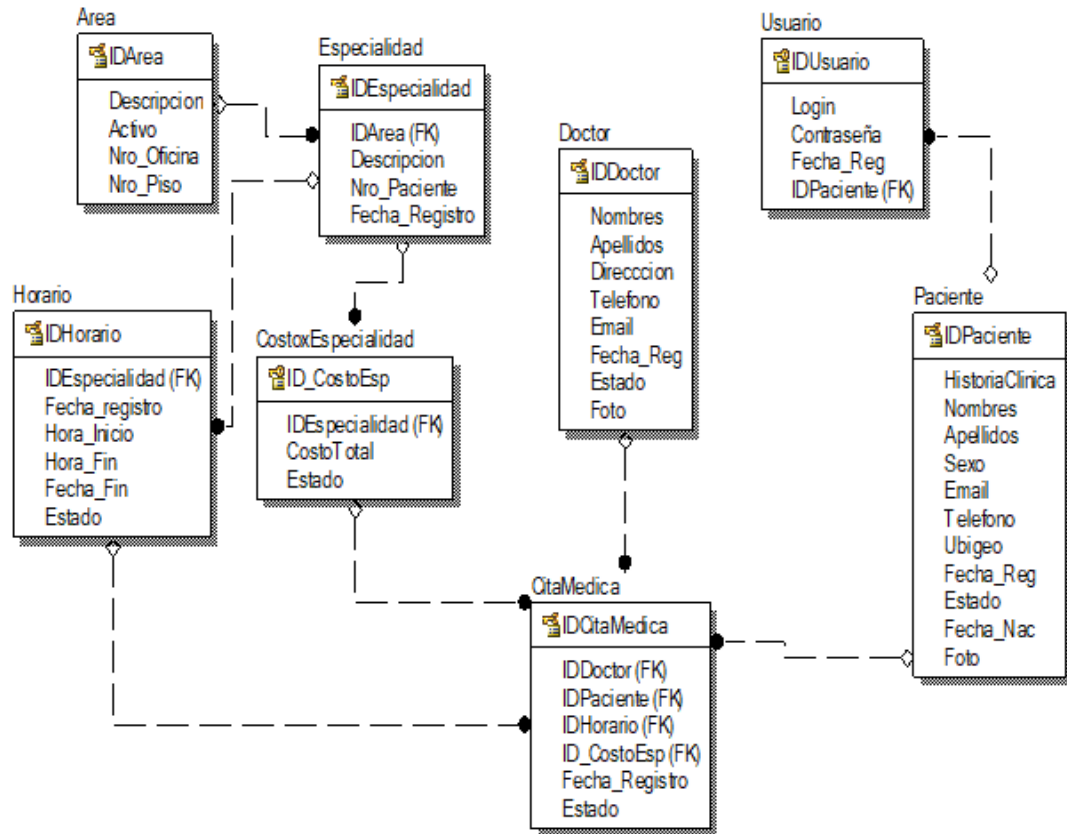 Area
IDArea
Descripcion
Activo
Nro_Oficina
Nro_Piso
Especialidad
IDEspecialidad
IDArea (FK)
Descripcion
Nro_Paciente
Fecha_Registro
Usuario
IDUsuario
Login
Contraseña
Fecha_Reg
IDPaciente (FK)
Doctor
IDDoctor
Nombres
Apellidos
Direcccion
Telefono
Email
Fecha_Reg
Estado
Foto
Horario
IDHorario
IDEspecialidad (FK)
Fecha_registro
Hora_Inicio
Hora_Fin
Fecha_Fin
Estado
CostoxEspecialidad
ID_CostoEsp
IDEspecialidad (FK)
CostoTotal
Estado
Paciente
IDPaciente
HistoriaClinica
Nombres
Apellidos
Sexo
Email
Telefono
Ubigeo
Fecha_Reg
Estado
Fecha_Nac
Foto
CitaMedica
IDCitaMedica
IDDoctor (FK)
IDPaciente (FK)
IDHorario (FK)
ID_CostoEsp (FK)
Fecha_Registro
Estado